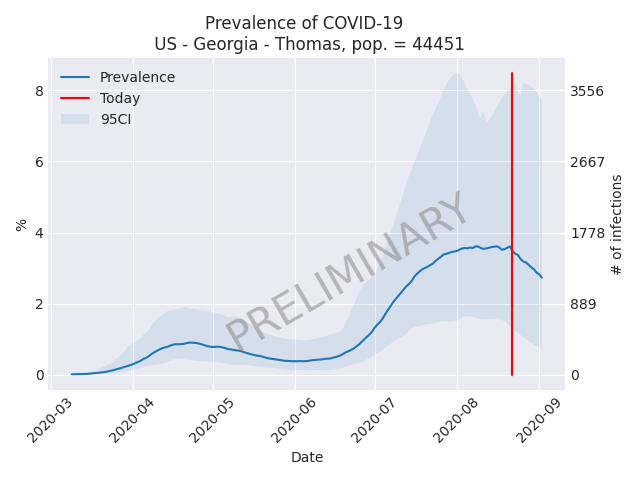 Prevalence of COVID-19
US - Georgia - Thomas, pop. = 44451
Prevalence
Today
95CI
%
8
6
4
2
0
3556
2667
1778
889
0
# of infections
PRELIMINARY
2020-03
2020-04
2020-05
2020-06
2020-07
2020-08
2020-09
Date